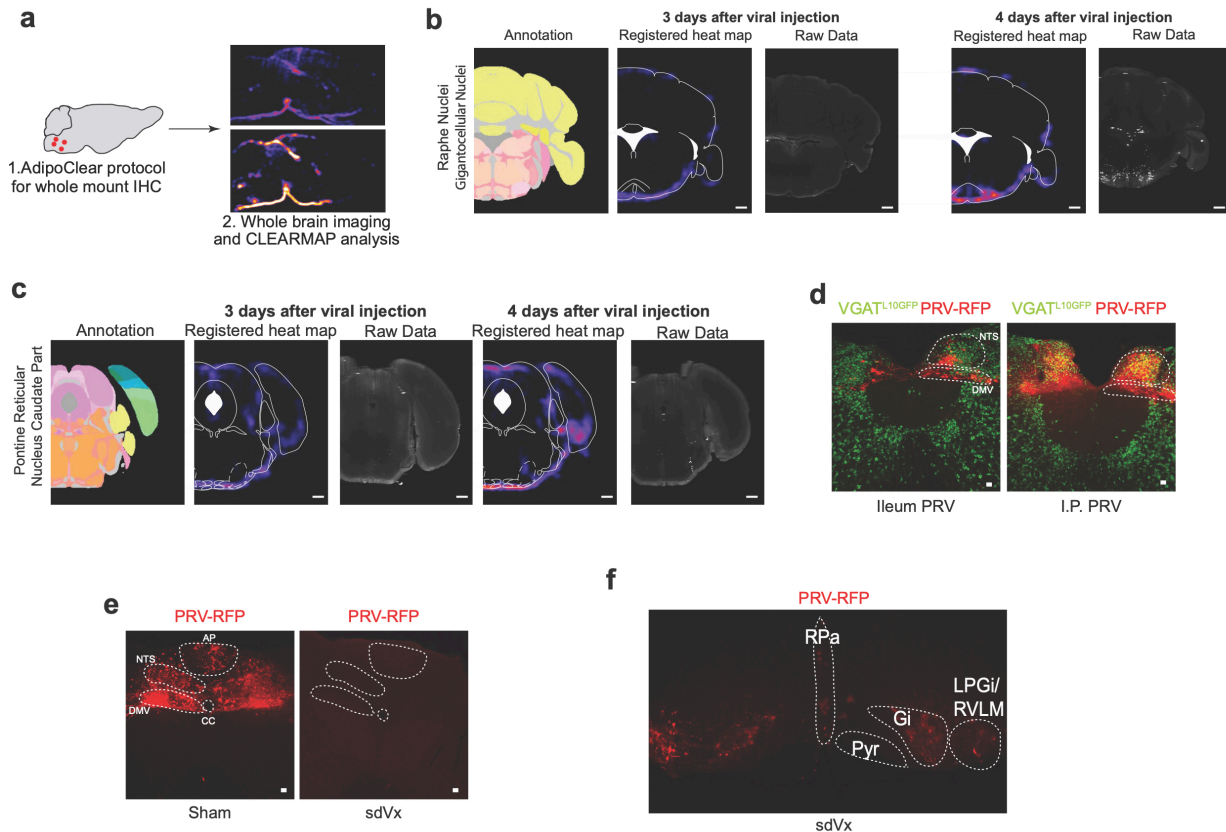 a
1.AdipoClear protocol
for whole mount IHC
2. Whole brain imaging
and CLEARMAP analysis
b
3 days after viral injection
4 days after viral injection
Annotation
Registered heat map
Raw Data
Registered heat map
Raw Data
Raphe Nuclei
Gigantocellular Nuclei
c
3 days after viral injection
4 days after viral injection
Annotation
Registered heat map
Raw Data
Registered heat map
Raw Data
Pontine Reticular
Nucleus Caudate Part
d
VGATL10GFP PRV-RFP
VGATL10GFP PRV-RFP
NTS
DMV
Ileum PRV
I.P. PRV
e
PRV-RFP
PRV-RFP
AP
NTS
DMV
CC
Sham
sdVx
f
PRV-RFP
RPa
LPGi/
RVLM
Gi
Pyr
sdVx